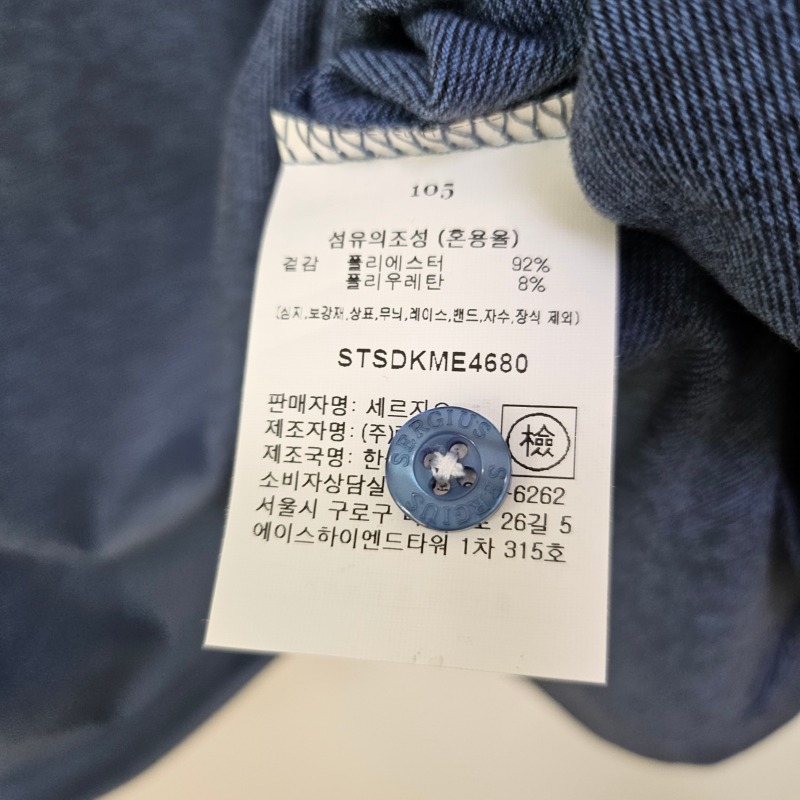 105
섬유의조성 (혼용율)
겉감 폴리에스터 92%
폴리우레탄 8%
(심지,보강재,상표,무늬,레이스,밴드,자수,장식 제외)
STSDKME4680
판매자명: 세르지오
제조자명: (주)
檢
제조국명: 한
소비자상담실 -6262
서울시 구로구 26길 5
에이스하이엔드타워 1차 315호
SERGIUS
SERGIUS